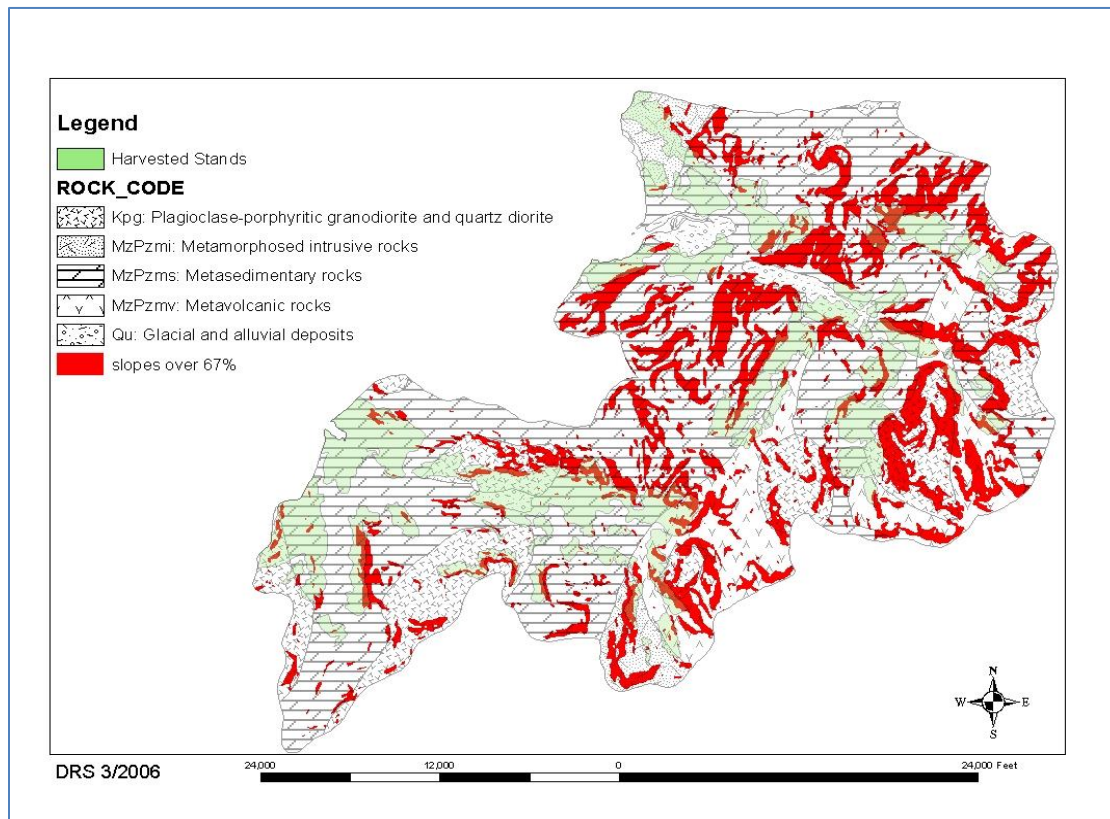 Legend
Harvested Stands
ROCK_CODE
Kpg: Plagioclase-porphyritic granodiorite and quartz diorite
MzPzmi: Metamorphosed intrusive rocks
MzPzms: Metasedimentary rocks
MzPzmv: Metavolcanic rocks
Qu: Glacial and alluvial deposits
slopes over 67%
N
W E
S
DRS 3/2006
24,000 12,000 0 24,000 Feet